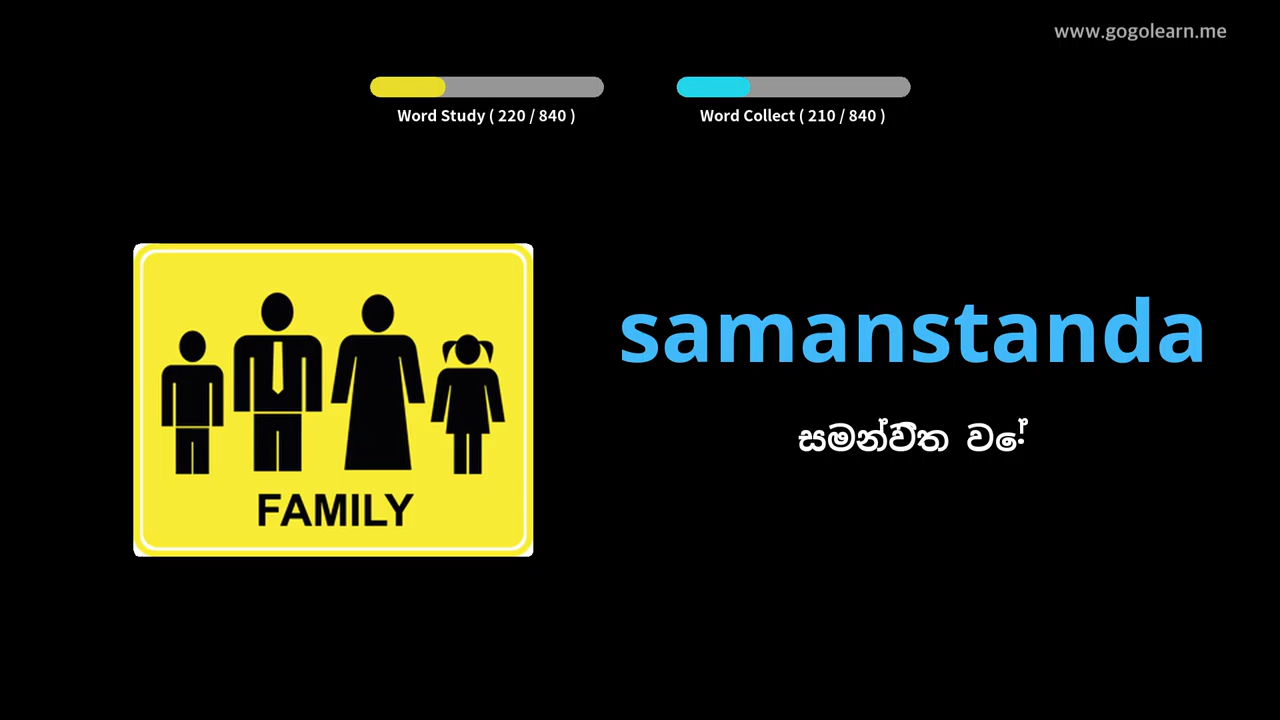 www.gogolearn.me
Word Study ( 220 / 840 )
Word Collect ( 210 / 840 )
samanstanda
සමන්විත වේ.
FAMILY